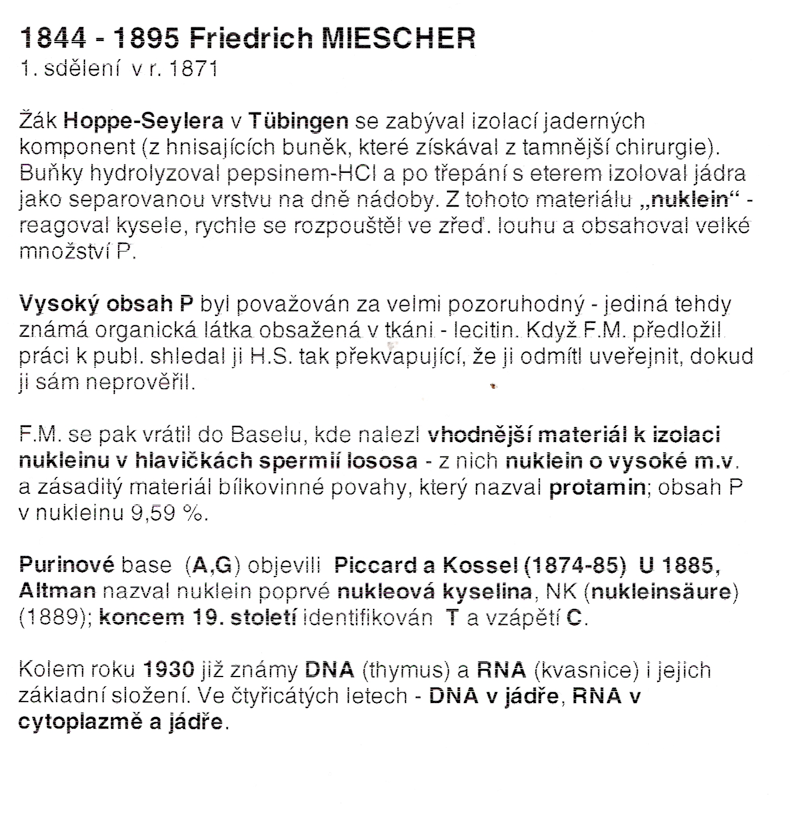 1844 - 1895 Friedrich MIESCHER
1. sdělení v r. 1871
Žák Hoppe-Seylera v Tübingen se zabýval izolací jaderných
komponent (z hnisajících buněk, které získával z tamnější chirurgie).
Buňky hydrolyzoval pepsinem-HCl a po třepání s eterem izoloval jádra
jako separovanou vrstvu na dně nádoby. Z tohoto materiálu „nuklein“ -
reagoval kysele, rychle se rozpouštěl ve zřeď. louhu a obsahoval velké
množství P.
Vysoký obsah P byl považován za velmi pozoruhodný - jediná tehdy
známá organická látka obsažená v tkáni - lecitin. Když F.M. předložil
práci k publ. shledal ji H.S. tak překvapující, že ji odmítl uveřejnit, dokud
ji sám neprověřil.
F.M. se pak vrátil do Baselu, kde nalezl vhodnější materiál k izolaci
nukleinu v hlavičkách spermií lososa - z nich nuklein o vysoké m.v.
a zásaditý materiál bílkovinné povahy, který nazval protamin; obsah P
v nukleinu 9,59 %.
Purinové base (A,G) objevili Piccard a Kossel (1874-85) U 1885,
Altman nazval nuklein poprvé nukleová kyselina, NK (nukleinsäure)
(1889); koncem 19. století identifikován T a vzápětí C.
Kolem roku 1930 již známy DNA (thymus) a RNA (kvasnice) i jejich
základní složení. Ve čtyřicátých letech - DNA v jádře, RNA v
cytoplazmě a jádře.